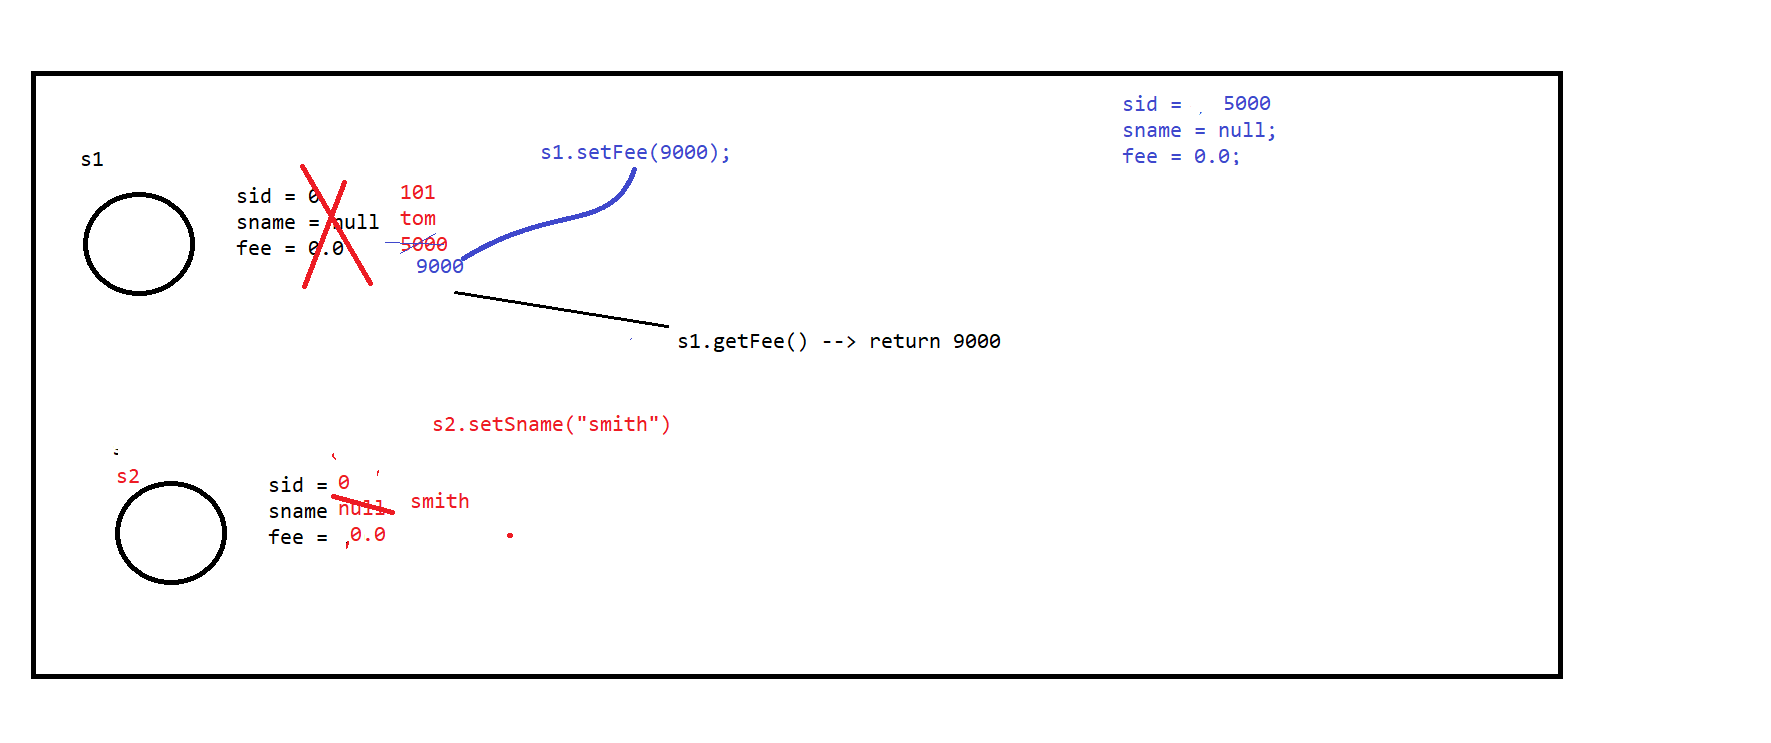 sid = 5000
sname = null;
fee = 0.0;
s1.setFee(9000);
s1
sid = 0 101
sname = null tom
fee = 0.0 5000
9000
s1.getFee() --> return 9000
s2.setSname("smith")
s2
sid = 0
sname null smith
fee = 0.0